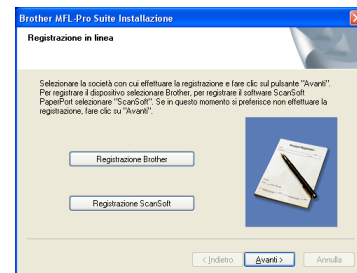 Brother MFL-Pro Suite Installazione
Registrazione in linea
Selezionare la società con cui effettuare la registrazione e fare clic sul pulsante "Avanti".
Per registrare il dispositivo selezionare Brother, per registrare il software ScanSoft
PaperPort selezionare "ScanSoft". Se in questo momento si preferisce non effettuare la
registrazione, fare clic su "Avanti".
Registrazione Brother
Registrazione ScanSoft
< Indietro
Avanti >
Annulla